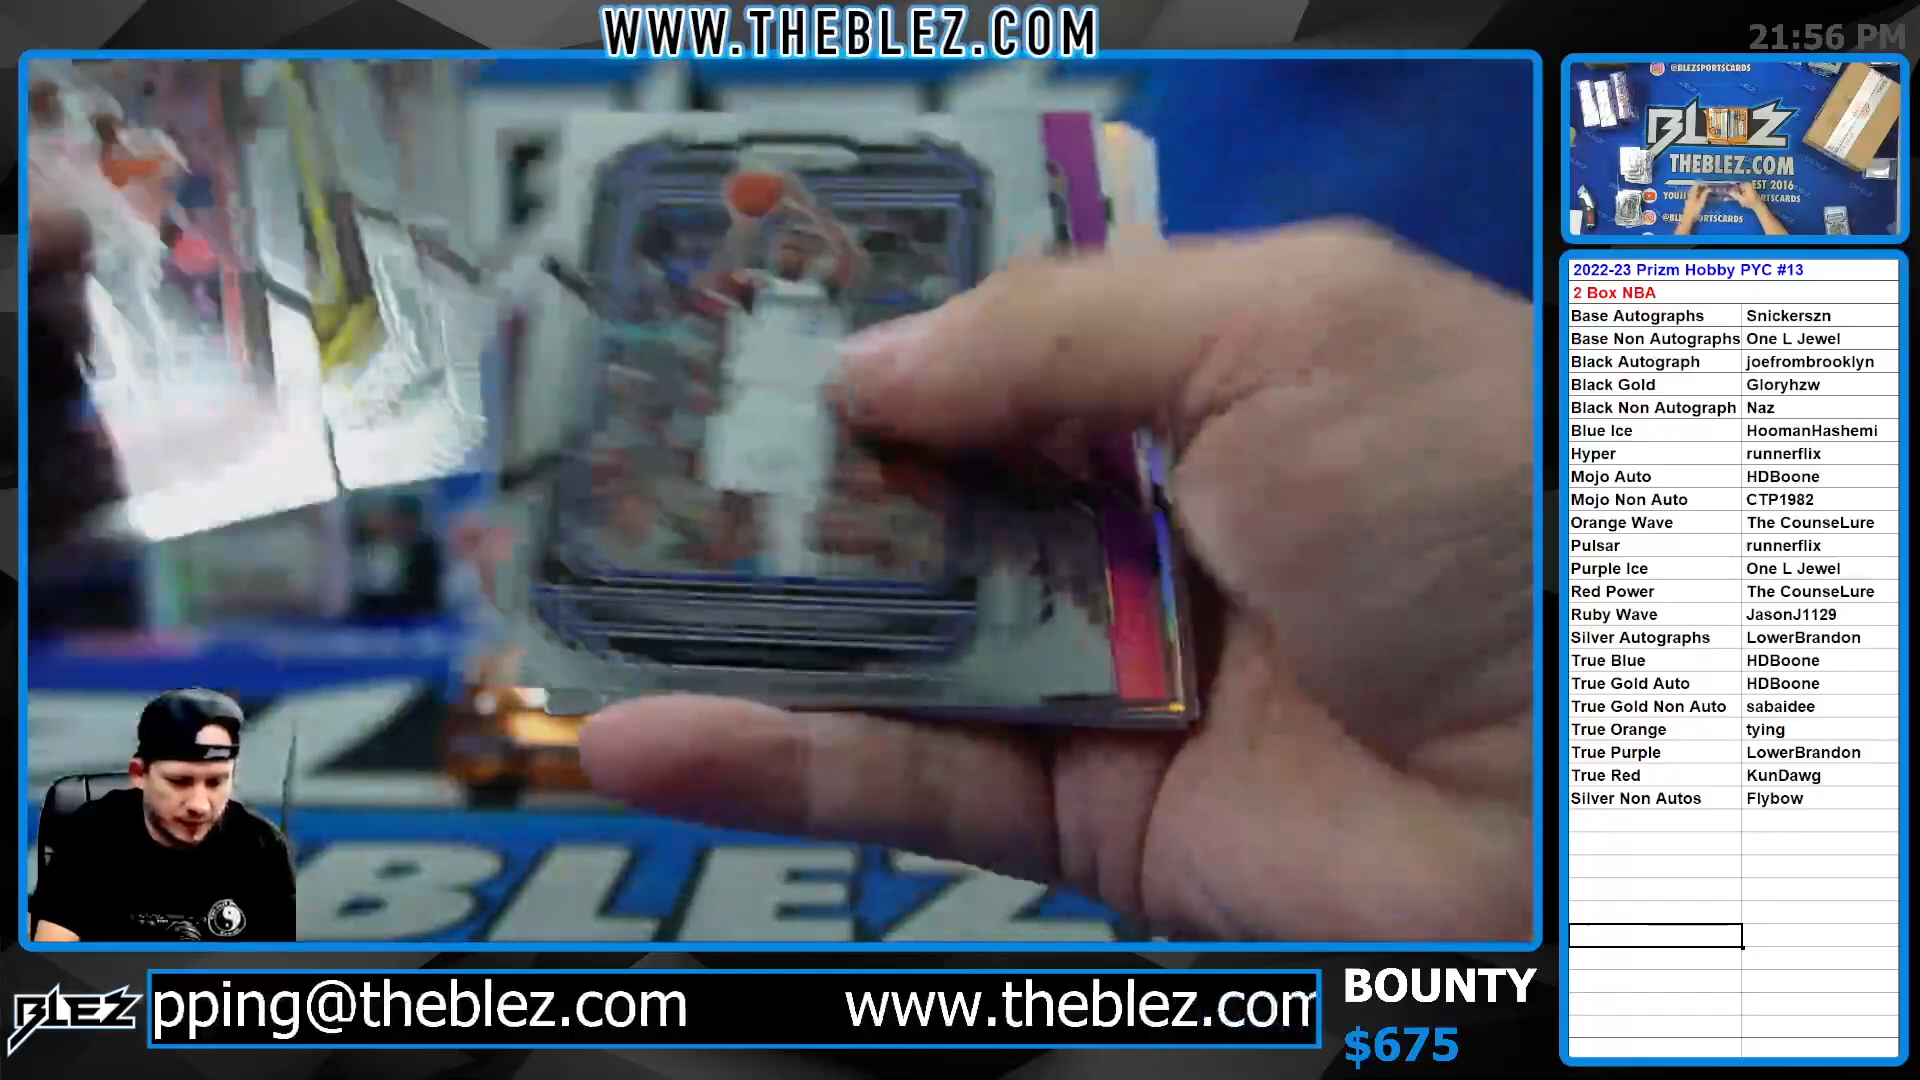 WWW.THEBLEZ.COM
21:56 PM
@BLEZSPORTSCARDS
BLEZ
THEBLEZ.COM
EST 2016
2022-23 Prizm Hobby PYC #13
2 Box NBA
Base Autographs Snickerszn
Base Non Autographs One L Jewel
Black Autograph joefrombrooklyn
Black Gold Gloryhzw
Black Non Autograph Naz
Blue Ice HoomanHashemi
Hyper runnerflix
Mojo Auto HDBoone
Mojo Non Auto CTP1982
Orange Wave The CounseLure
Pulsar runnerflix
Purple Ice One L Jewel
Red Power The CounseLure
Ruby Wave JasonJ1129
Silver Autographs LowerBrandon
True Blue HDBoone
True Gold Auto HDBoone
True Gold Non Auto sabaidee
True Orange tying
True Purple LowerBrandon
True Red KunDawg
Silver Non Autos Flybow
BLEZ
BLEZ
pping@theblez.com www.theblez.com
BOUNTY
$675